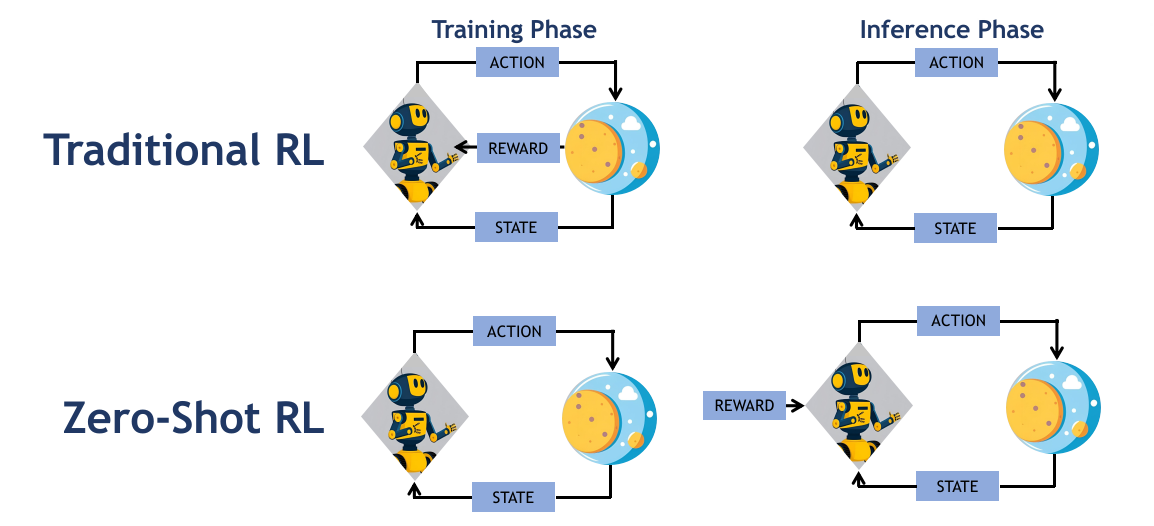 Training Phase
Inference Phase
ACTION
ACTION
Traditional RL
REWARD
STATE
STATE
ACTION
ACTION
Zero-Shot RL
REWARD
STATE
STATE